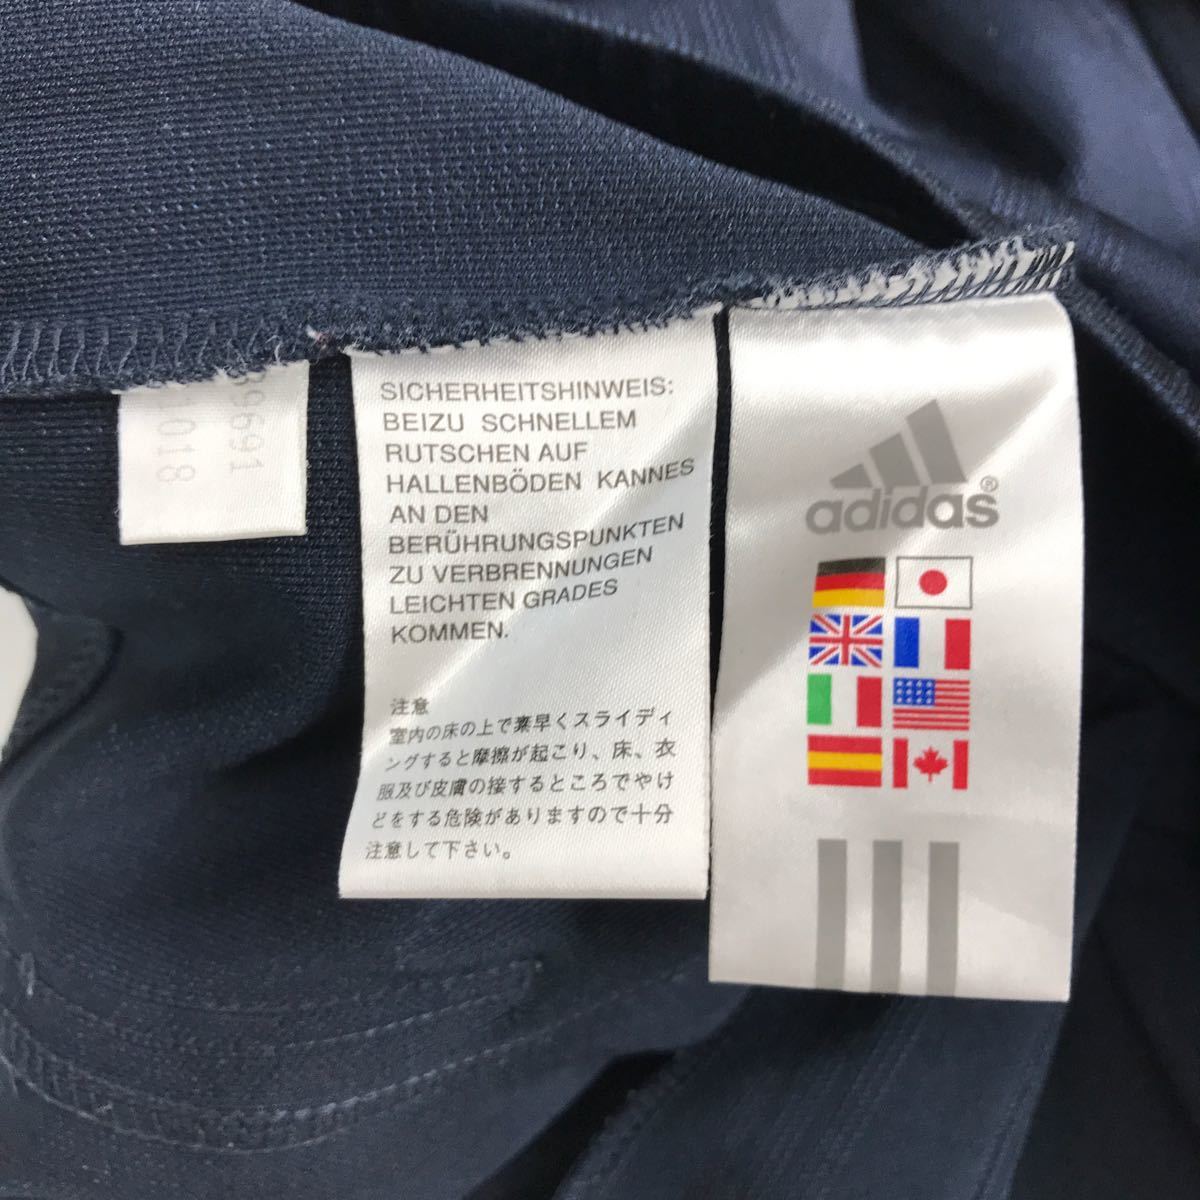 SICHERHEITSHINWEIS:
BEIZU SCHNELLEM
RUTSCHEN AUF
HALLENBÖDEN KANNES
AN DEN
BERÜHRUNGSPUNKTEN
ZU VERBRENNUNGEN
LEICHTEN GRADES
KOMMEN.
注意
室内の床の上で素早くスライディ
ングすると摩擦が起こり、床、衣
服及び皮膚の接するところでやけ
どをする危険がありますので十分
注意して下さい。
adidas®